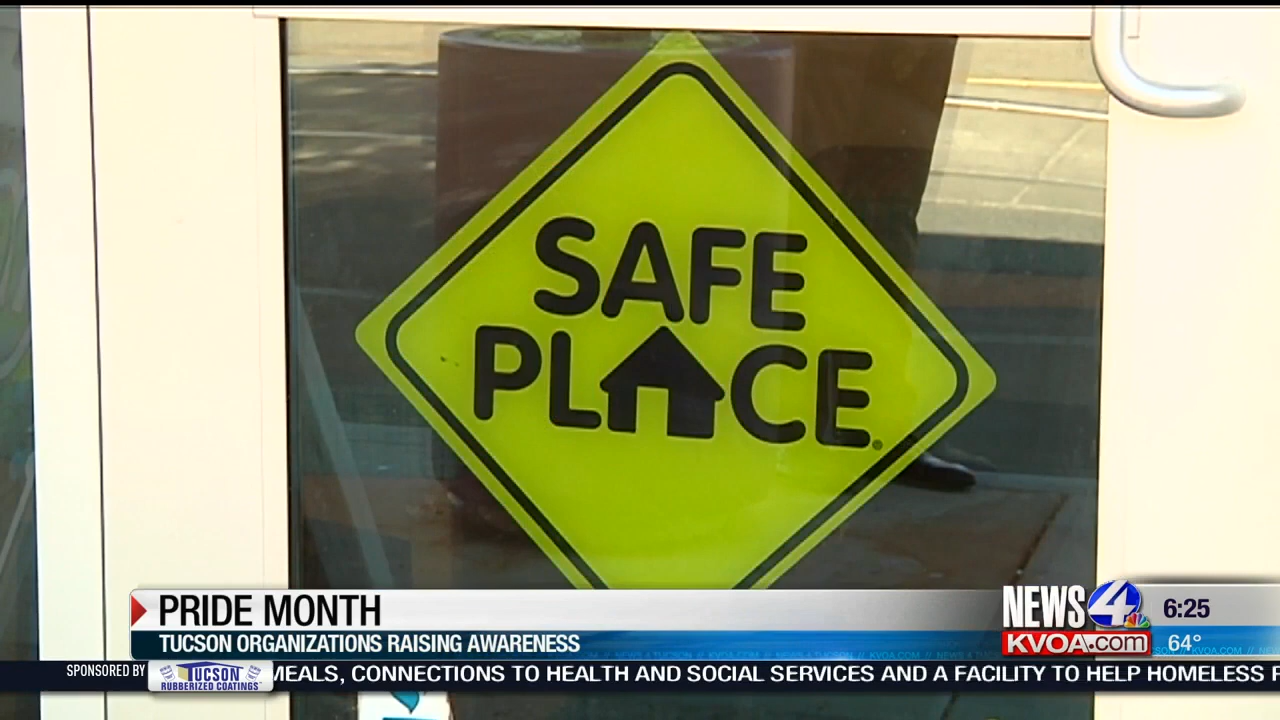 SAFE
PLACE
PRIDE MONTH
TUCSON ORGANIZATIONS RAISING AWARENESS
NEWS 4
KVOA.com
6:25
64°
SPONSORED BY
TUCSON
RUBBERIZED COATINGS
MEALS, CONNECTIONS TO HEALTH AND SOCIAL SERVICES AND A FACILITY TO HELP HOMELESS